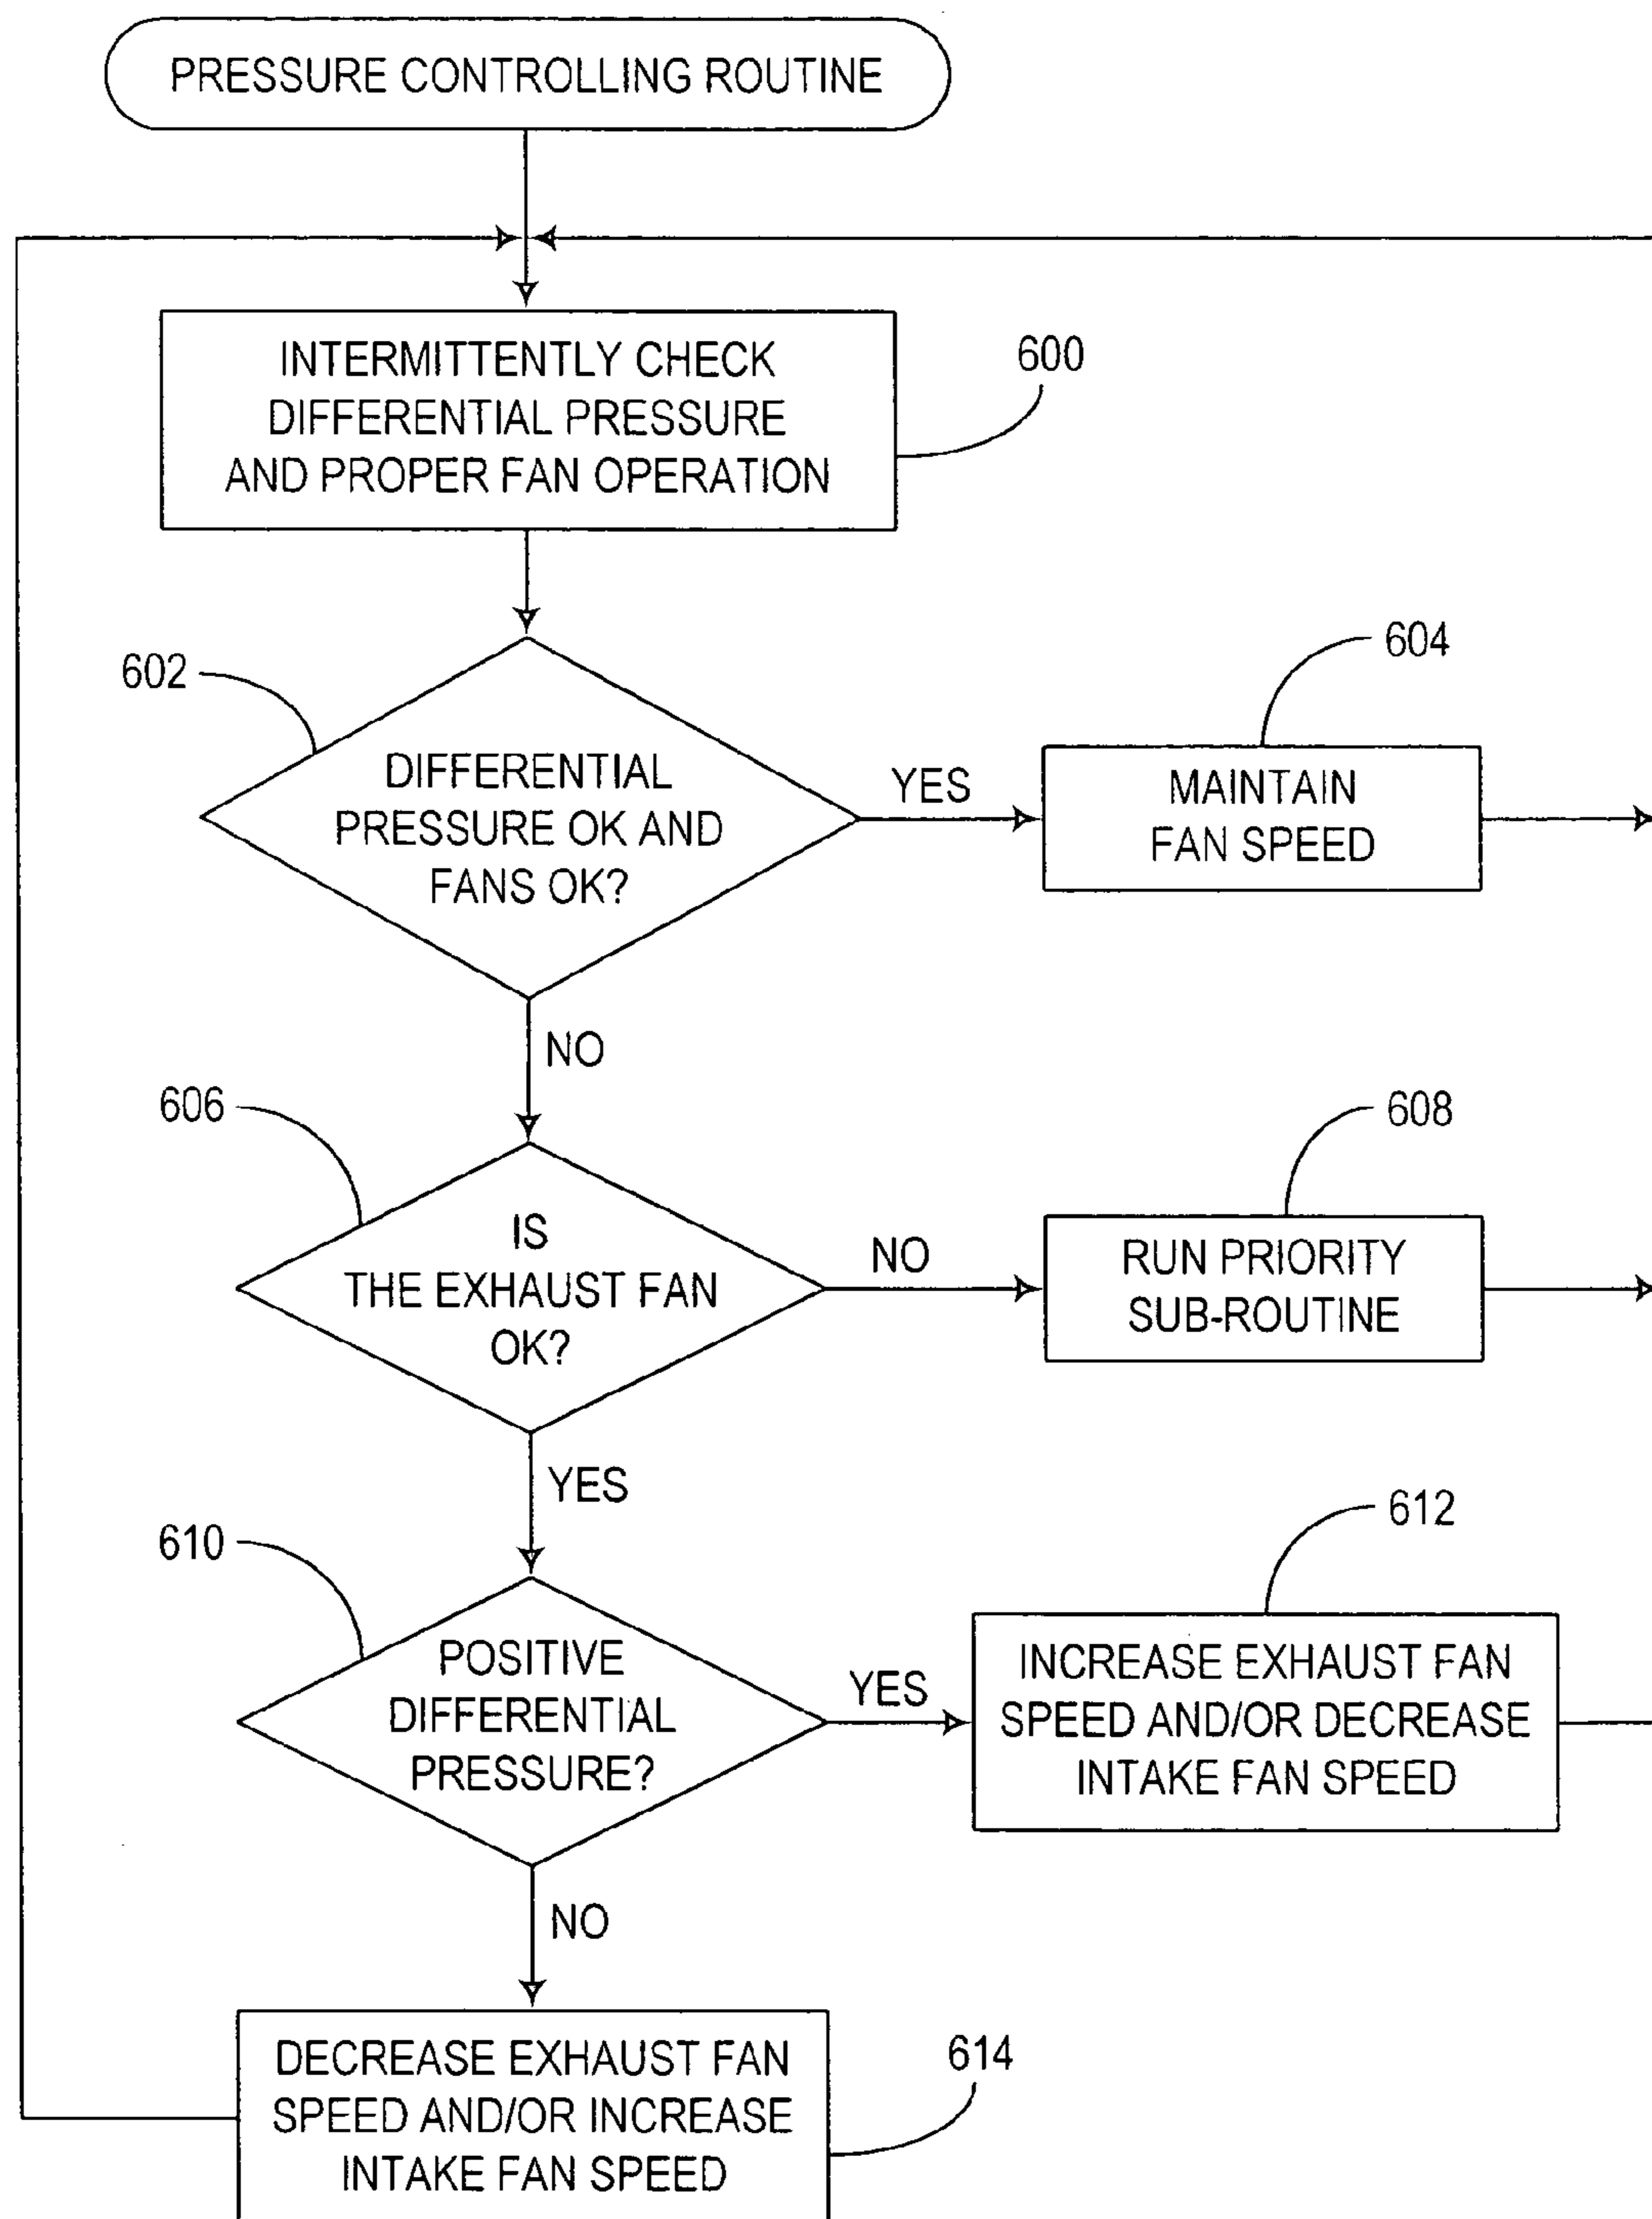 PRESSURE CONTROLLING ROUTINE
INTERMITTENTLY CHECK
DIFFERENTIAL PRESSURE
AND PROPER FAN OPERATION
600
602
DIFFERENTIAL
PRESSURE OK AND
FANS OK?
YES
604
MAINTAIN
FAN SPEED
NO
606
IS
THE EXHAUST FAN
OK?
NO
608
RUN PRIORITY
SUB-ROUTINE
YES
610
POSITIVE
DIFFERENTIAL
PRESSURE?
YES
612
INCREASE EXHAUST FAN
SPEED AND/OR DECREASE
INTAKE FAN SPEED
NO
DECREASE EXHAUST FAN
SPEED AND/OR INCREASE
INTAKE FAN SPEED
614